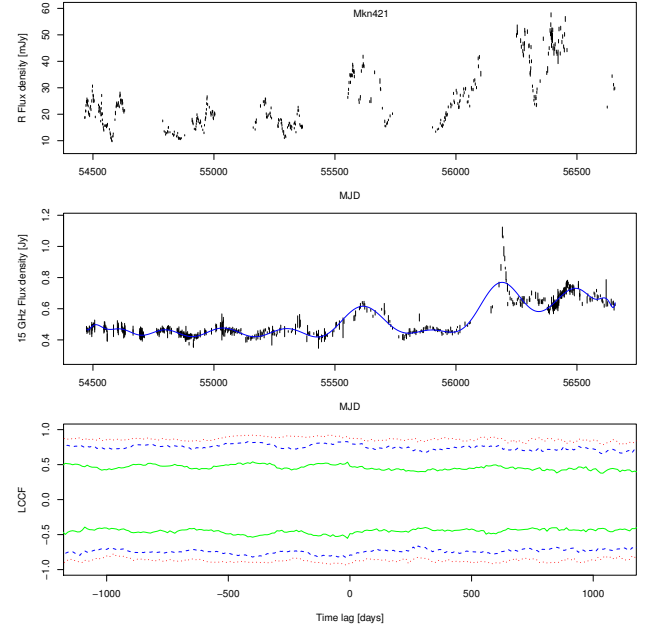 Mkn421
R Flux density [mJy]
60
50
40
30
20
10
54500 55000 55500 56000 56500
MJD
15 GHz Flux density [Jy]
1.2
1.0
0.8
0.6
0.4
54500 55000 55500 56000 56500
MJD
LCCF
1.0
0.5
0.0
−0.5
−1.0
−1000 −500 0 500 1000
Time lag [days]